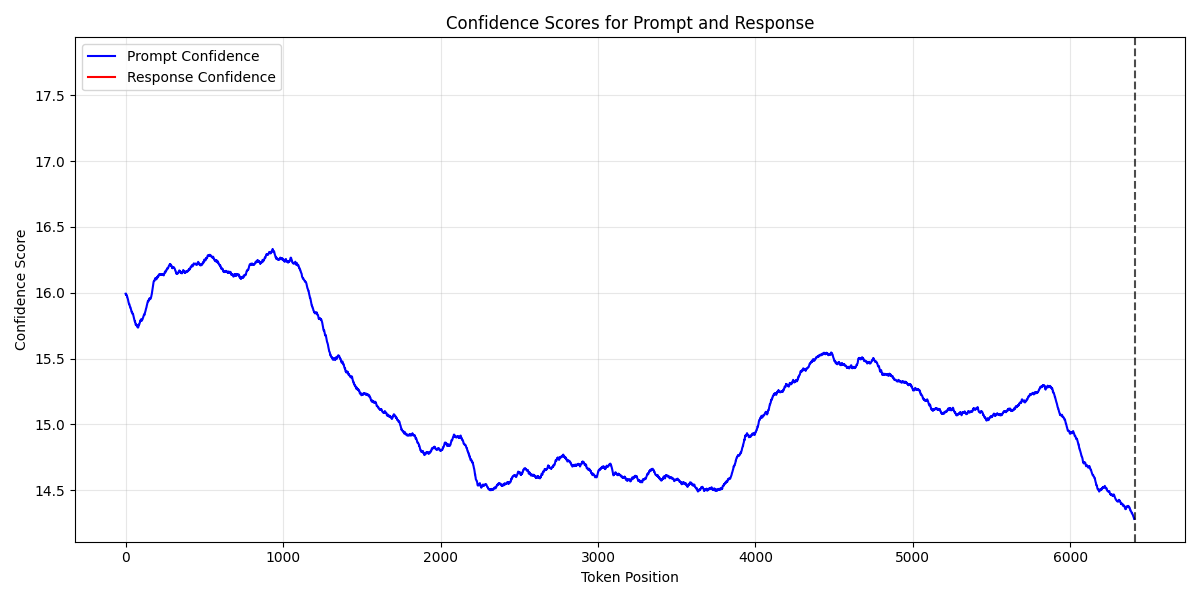 Confidence Scores for Prompt and Response
Prompt Confidence
Response Confidence
17.5
17.0
16.5
16.0
15.5
15.0
14.5
Confidence Score
0 1000 2000 3000 4000 5000 6000
Token Position